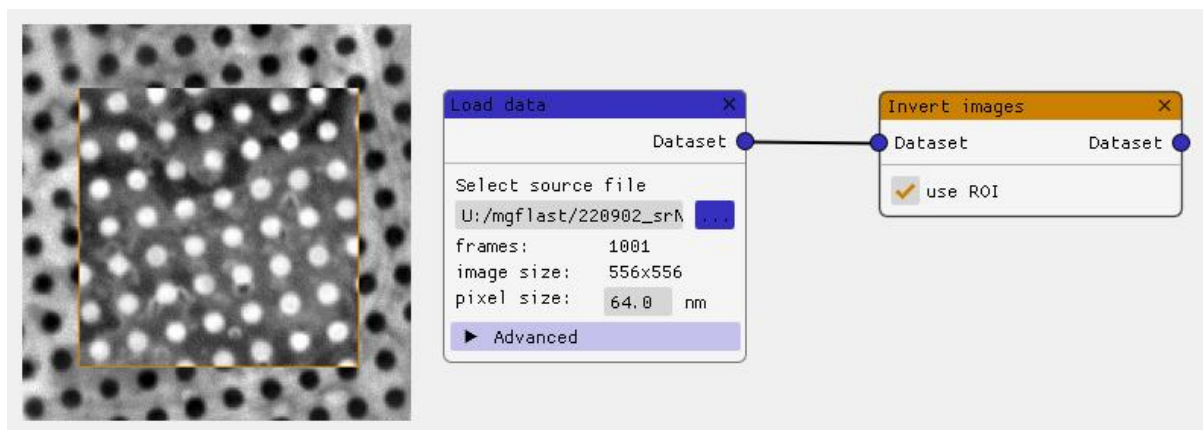 Load data
Dataset
Select source file
U:/mgflast/220902_srN
...
frames: 1001
image size: 556x556
pixel size: 64.0 nm
Advanced
Invert images
Dataset Dataset
use ROI